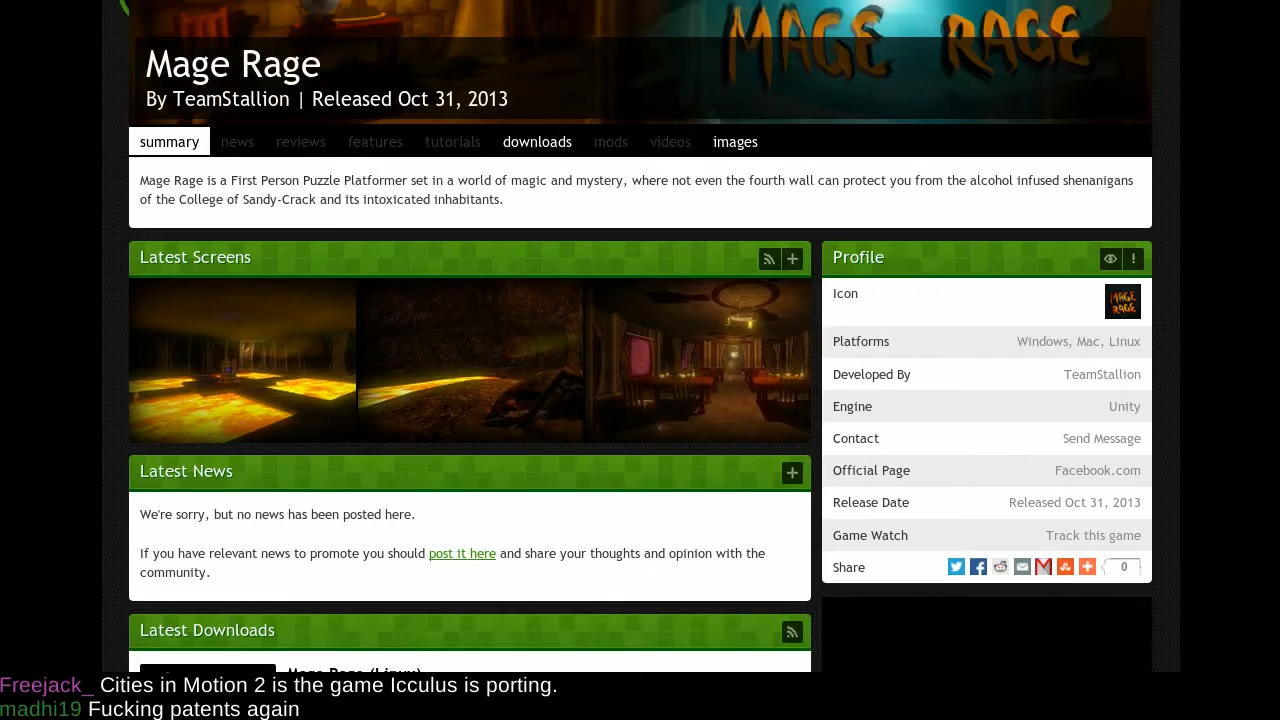 MAGE RAGE
Mage Rage
By TeamStallion | Released Oct 31, 2013
summary news reviews features tutorials downloads mods videos images
Mage Rage is a First Person Puzzle Platformer set in a world of magic and mystery, where not even the fourth wall can protect you from the alcohol infused shenanigans
of the College of Sandy-Crack and its intoxicated inhabitants.
Latest Screens
Latest News
We're sorry, but no news has been posted here.
If you have relevant news to promote you should post it here and share your thoughts and opinion with the
community.
Latest Downloads
Mage Rage (Linux)
Profile
Icon
MAGE
RAGE
Platforms Windows, Mac, Linux
Developed By TeamStallion
Engine Unity
Contact Send Message
Official Page Facebook.com
Release Date Released Oct 31, 2013
Game Watch Track this game
Share 0
Freejack_ Cities in Motion 2 is the game Icculus is porting.
madhi19 Fucking patents again